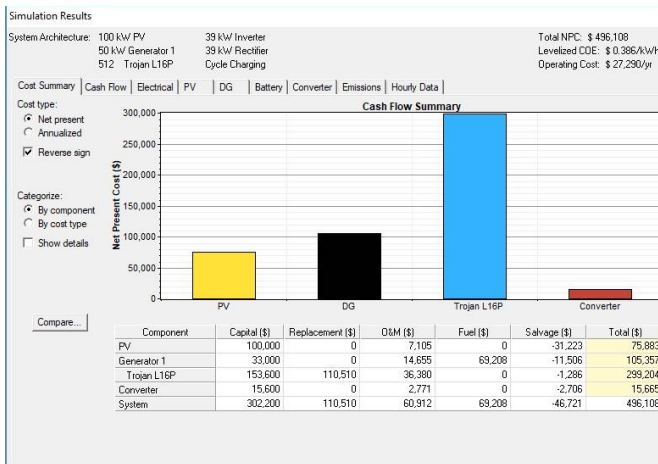 Simulation Results
System Architecture: 100 kW PV 39 kW Inverter Total NPC: $ 496,108
50 kW Generator 1 39 kW Rectifier Levelized COE: $ 0.386/kWh
512 Trojan L16P Cycle Charging Operating Cost: $ 27,290/yr
Cost Summary Cash Flow Electrical PV DG Battery Converter Emissions Hourly Data
Cost type:
Net present
Annualized
Reverse sign
Categorize:
By component
By cost type
Show details
Compare...
Cash Flow Summary
Net Present Cost ($)
300,000
250,000
200,000
150,000
100,000
50,000
0
PV DG Trojan L16P Converter
Component Capital ($) Replacement ($) O&M ($) Fuel ($) Salvage ($) Total ($)
PV 100,000 0 7,105 0 -31,223 75,883
Generator 1 33,000 0 14,655 69,208 -11,506 105,357
Trojan L16P 153,600 110,510 36,380 0 -1,286 299,204
Converter 15,600 0 2,771 0 -2,706 15,665
System 302,200 110,510 60,912 69,208 -46,721 496,108